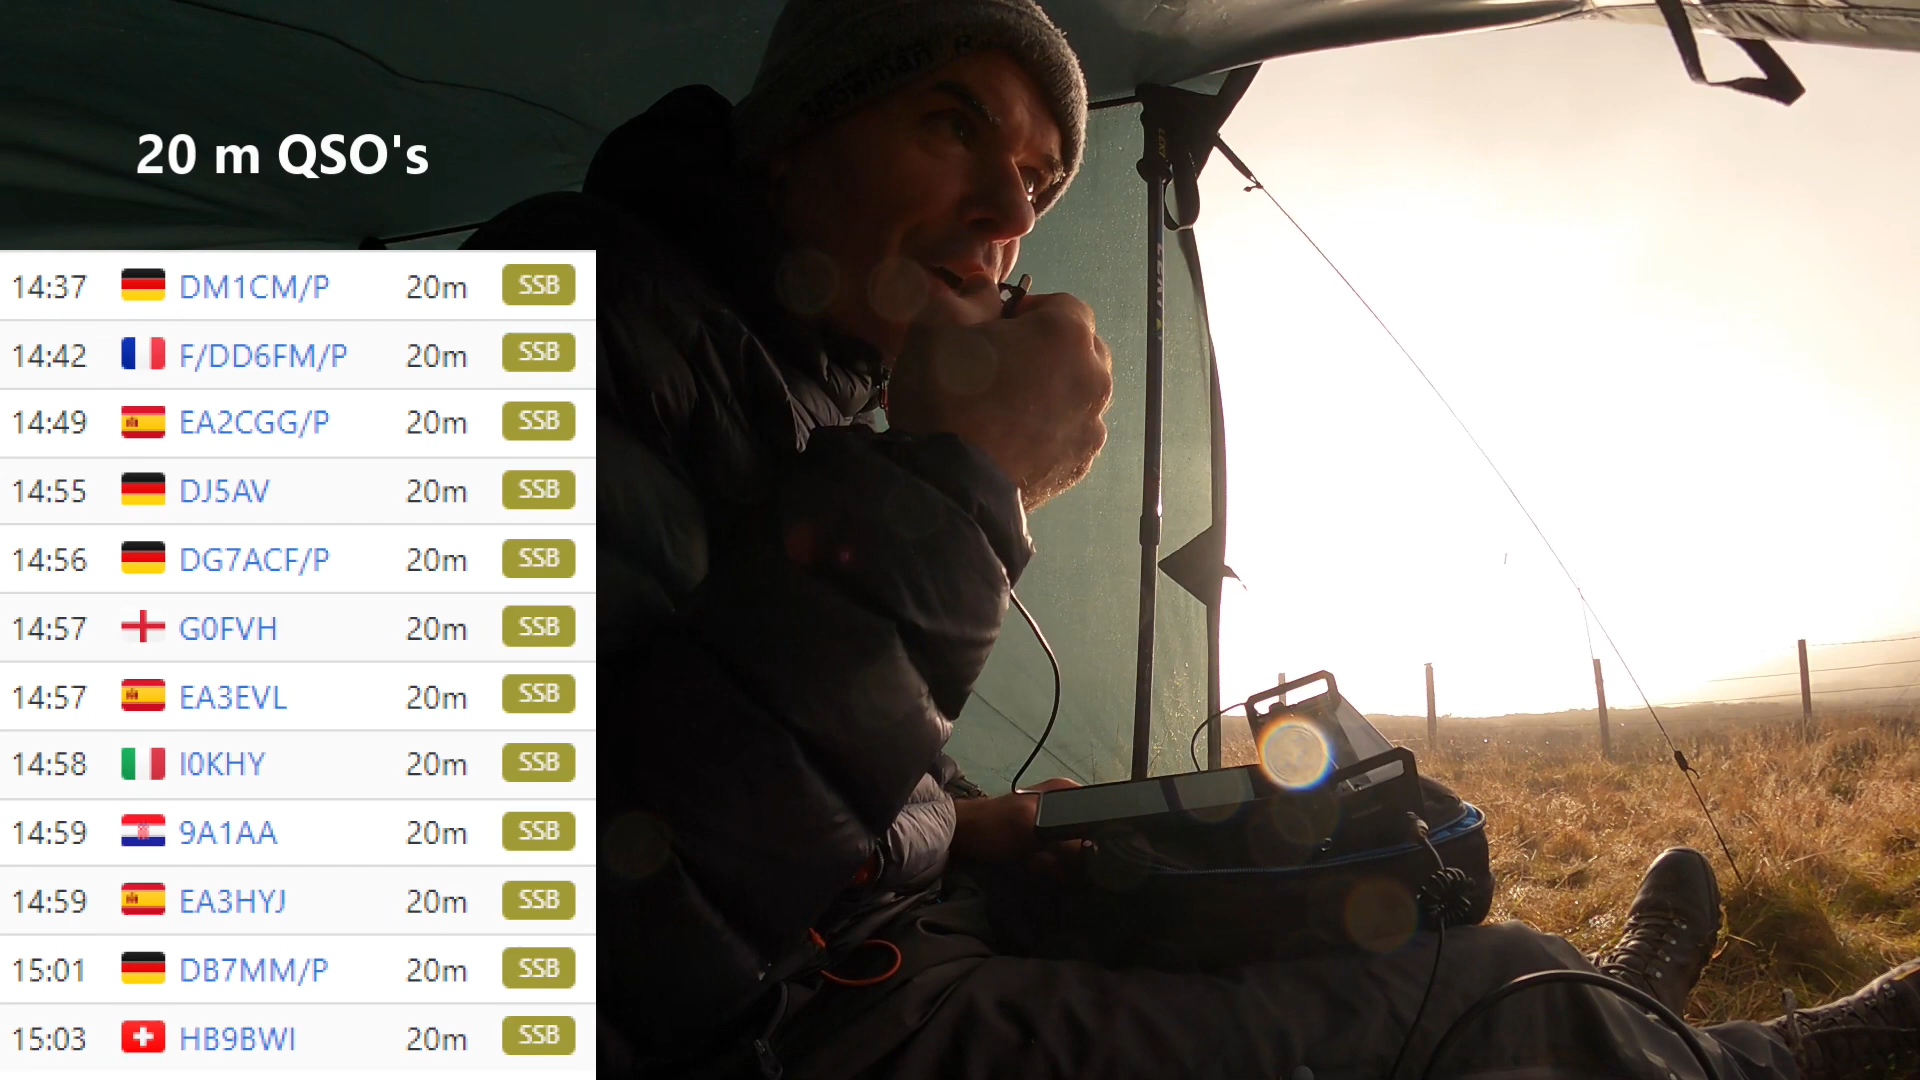 20 m QSO's
14:37 DM1CM/P 20m SSB
14:42 F/DD6FM/P 20m SSB
14:49 EA2CGG/P 20m SSB
14:55 DJ5AV 20m SSB
14:56 DG7ACF/P 20m SSB
14:57 G0FVH 20m SSB
14:57 EA3EVL 20m SSB
14:58 I0KHY 20m SSB
14:59 9A1AA 20m SSB
14:59 EA3HYJ 20m SSB
15:01 DB7MM/P 20m SSB
15:03 HB9BWI 20m SSB
LEKI